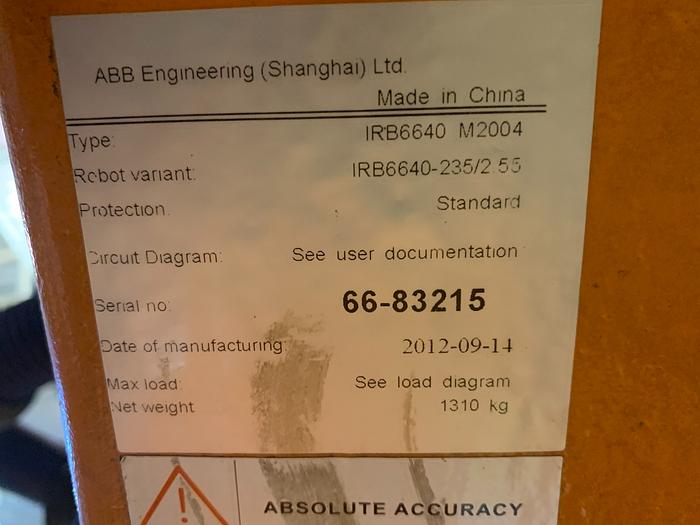 ABB Engineering (Shanghai) Ltd.
Made in China
Type: IRB6640 M2004
Robot variant: IRB6640-235/2.55
Protection: Standard
Circuit Diagram: See user documentation
Serial no: 66-83215
Date of manufacturing: 2012-09-14
Max load: See load diagram
Net weight 1310 kg
ABSOLUTE ACCURACY